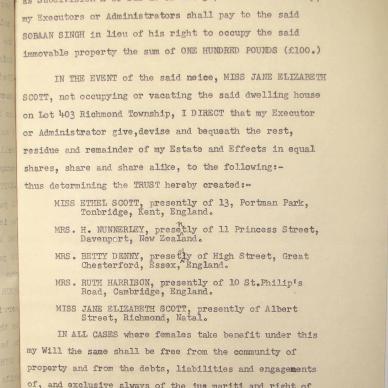 my Executors or Administrators shall pay to the said
SOBAAN SINGH in lieu of his right to occupy the said
immovable property the sum of ONE HUNDRED POUNDS (£100.)
IN THE EVENT of the said neice, MISS JANE ELIZABETH
SCOTT, not occupying or vacating the said dwelling house
on Lot 403 Richmond Township, I DIRECT that my Executor
or Administrator give,devise and bequeath the rest,
residue and remainder of my Estate and Effects in equal
shares, share and share alike, to the following:-
thus determining the TRUST hereby created:-
MISS ETHEL SCOTT, presently of 13, Portman Park,
Tonbridge, Kent, England.
MRS. H. NUNNERLEY, presently of 11 Princess Street,
Davenport, New Zealand.
MRS. BETTY DENNY, presently of High Street, Great
Chesterford, Essex, England.
MRS. RUTH HARRISON, presently of 10 St.Philip's
Road, Cambridge, England.
MISS JANE ELIZABETH SCOTT, presently of Albert
Street, Richmond, Natal.
IN ALL CASES where females take benefit under this
my Will the same shall be free from the community of
property and from the debts, liabilities and engagements
of, and exclusive always of the jus mariti and right of